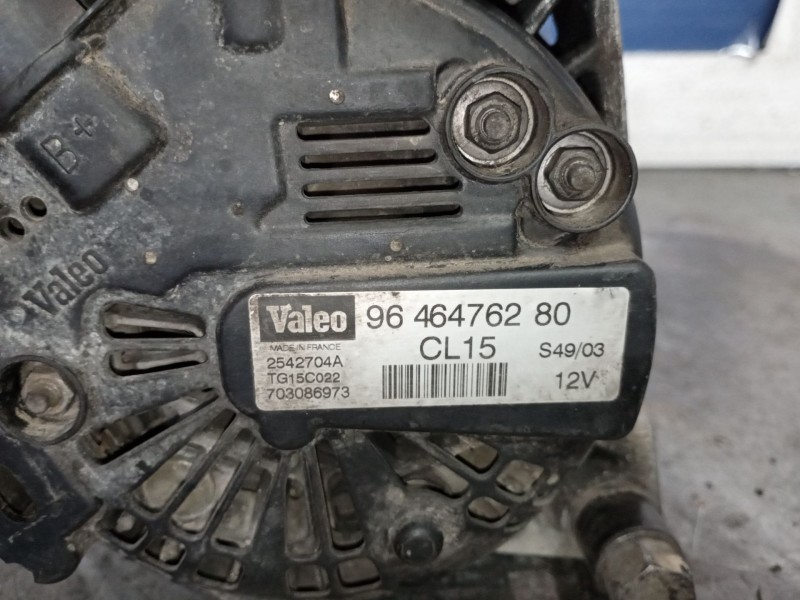 B+
Valeo
Valeo 96 464762 80
MADE IN FRANCE
CL15 S49/03
2542704A
TG15C022
703086973
12V